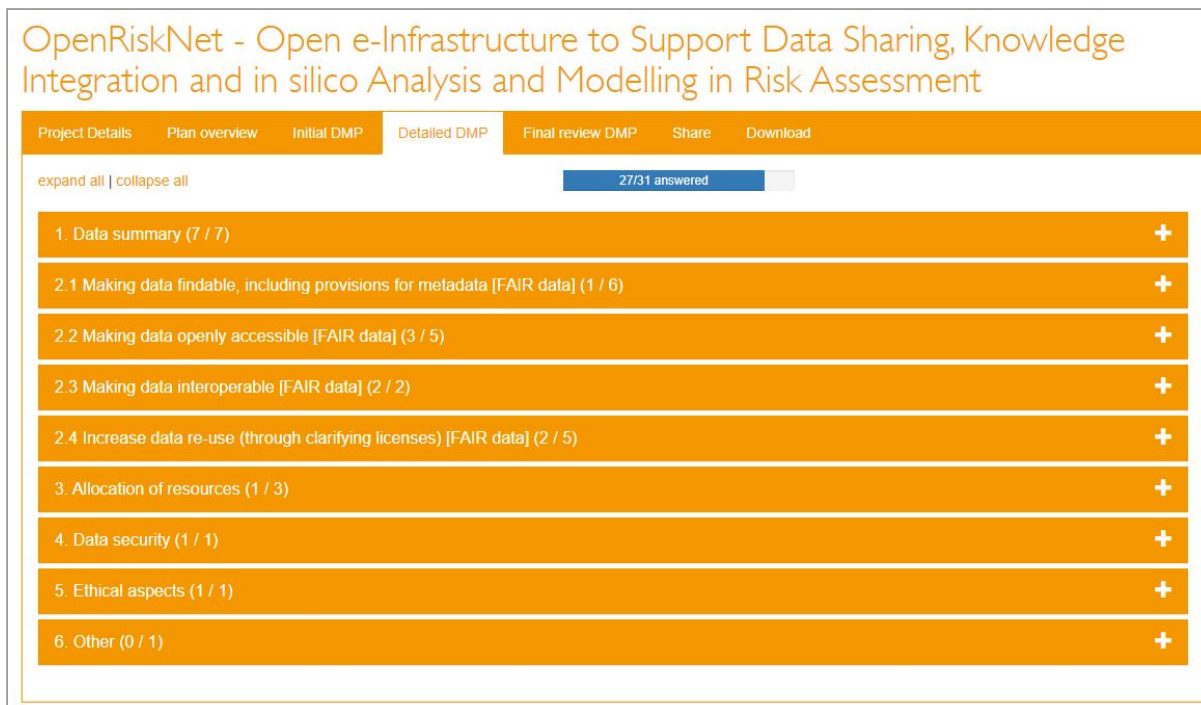 OpenRiskNet - Open e-Infrastructure to Support Data Sharing, Knowledge
Integration and in silico Analysis and Modelling in Risk Assessment
Project Details Plan overview Initial DMP Detailed DMP Final review DMP Share Download
expand all | collapse all 27/31 answered
1. Data summary (7 / 7)
2.1 Making data findable, including provisions for metadata [FAIR data] (1 / 6)
2.2 Making data openly accessible [FAIR data] (3 / 5)
2.3 Making data interoperable [FAIR data] (2 / 2)
2.4 Increase data re-use (through clarifying licenses) [FAIR data] (2 / 5)
3. Allocation of resources (1 / 3)
4. Data security (1 / 1)
5. Ethical aspects (1 / 1)
6. Other (0 / 1)